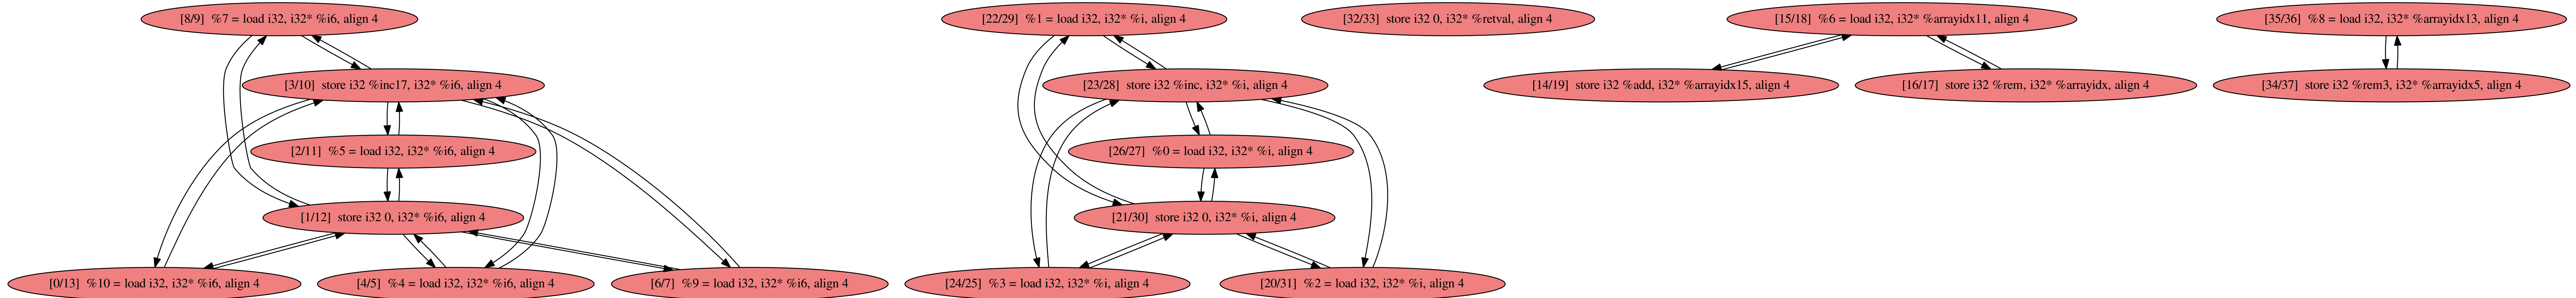 [8/9]  %7 = load i32, i32* %i6, align 4
[22/29]  %1 = load i32, i32* %i, align 4
[32/33]  store i32 0, i32* %retval, align 4
[15/18]  %6 = load i32, i32* %arrayidx11, align 4
[35/36]  %8 = load i32, i32* %arrayidx13, align 4
[3/10]  store i32 %inc17, i32* %i6, align 4
[23/28]  store i32 %inc, i32* %i, align 4
[14/19]  store i32 %add, i32* %arrayidx15, align 4
[16/17]  store i32 %rem, i32* %arrayidx, align 4
[34/37]  store i32 %rem3, i32* %arrayidx5, align 4
[2/11]  %5 = load i32, i32* %i6, align 4
[26/27]  %0 = load i32, i32* %i, align 4
[1/12]  store i32 0, i32* %i6, align 4
[21/30]  store i32 0, i32* %i, align 4
[0/13]  %10 = load i32, i32* %i6, align 4
[4/5]  %4 = load i32, i32* %i6, align 4
[6/7]  %9 = load i32, i32* %i6, align 4
[24/25]  %3 = load i32, i32* %i, align 4
[20/31]  %2 = load i32, i32* %i, align 4